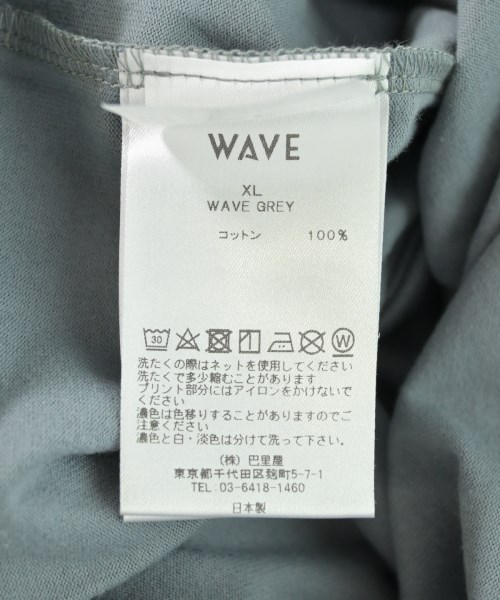 WAVE
XL
WAVE GREY
コットン 100%
30
W
洗たくの際はネットを使用してください
洗たくで多少縮むことがあります
プリント部分にはアイロンをかけないで
ください
濃色は色移りすることがありますのでご
注意ください
濃色と白・淡色は分けて洗って下さい。
(株) 巴里屋
東京都千代田区麹町5-7-1
TEL 03-6418-1460
日本製